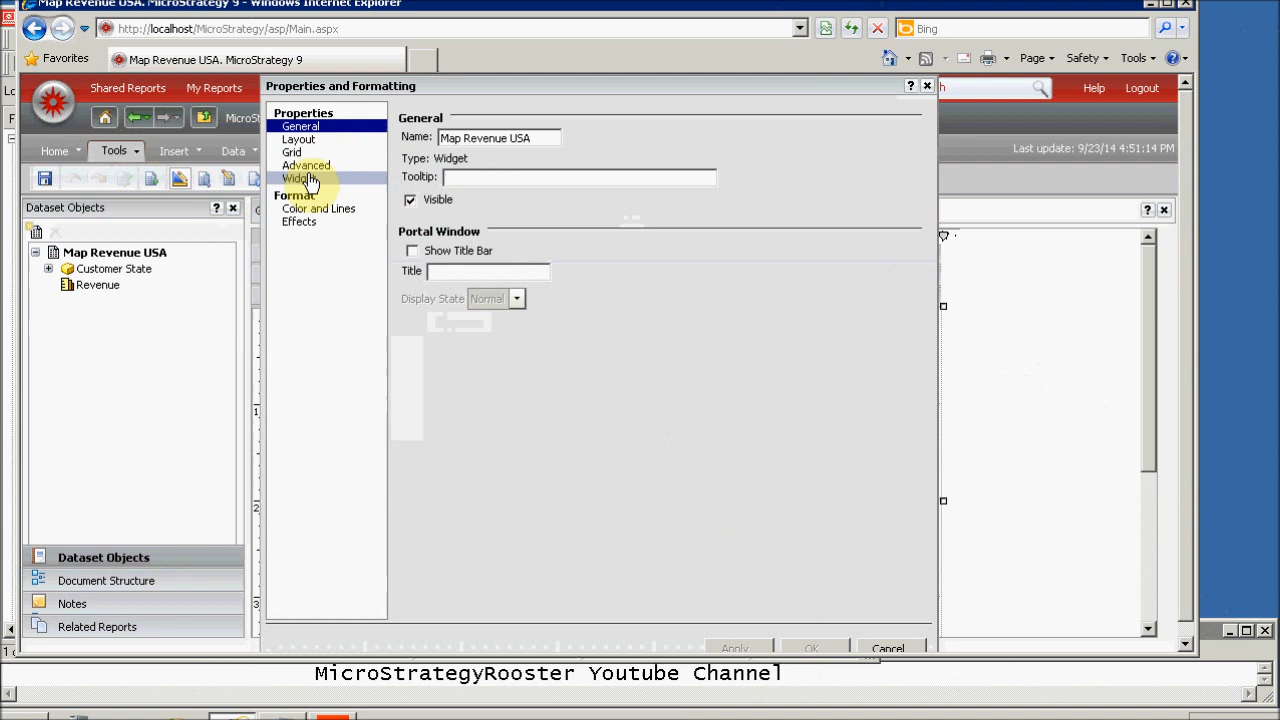 Map Revenue USA. MicroStrategy 9 - Windows Internet Explorer
http://localhost/MicroStrategy/asp/Main.aspx
Bing
Favorites
Map Revenue USA. MicroStrategy 9
Page
Safety
Tools
Shared Reports
My Reports
Properties and Formatting
Help
Logout
MicroSt
Home
Tools
Insert
Data
Last update: 9/23/14 4:51:14 PM
Dataset Objects
Map Revenue USA
Customer State
Revenue
Dataset Objects
Document Structure
Notes
Related Reports
Properties
General
Layout
Grid
Advanced
Widget
Format
Color and Lines
Effects
General
Name: Map Revenue USA
Type: Widget
Tooltip:
Visible
Portal Window
Show Title Bar
Title
Display State Normal
Apply
OK
Cancel
MicroStrategyRooster Youtube Channel